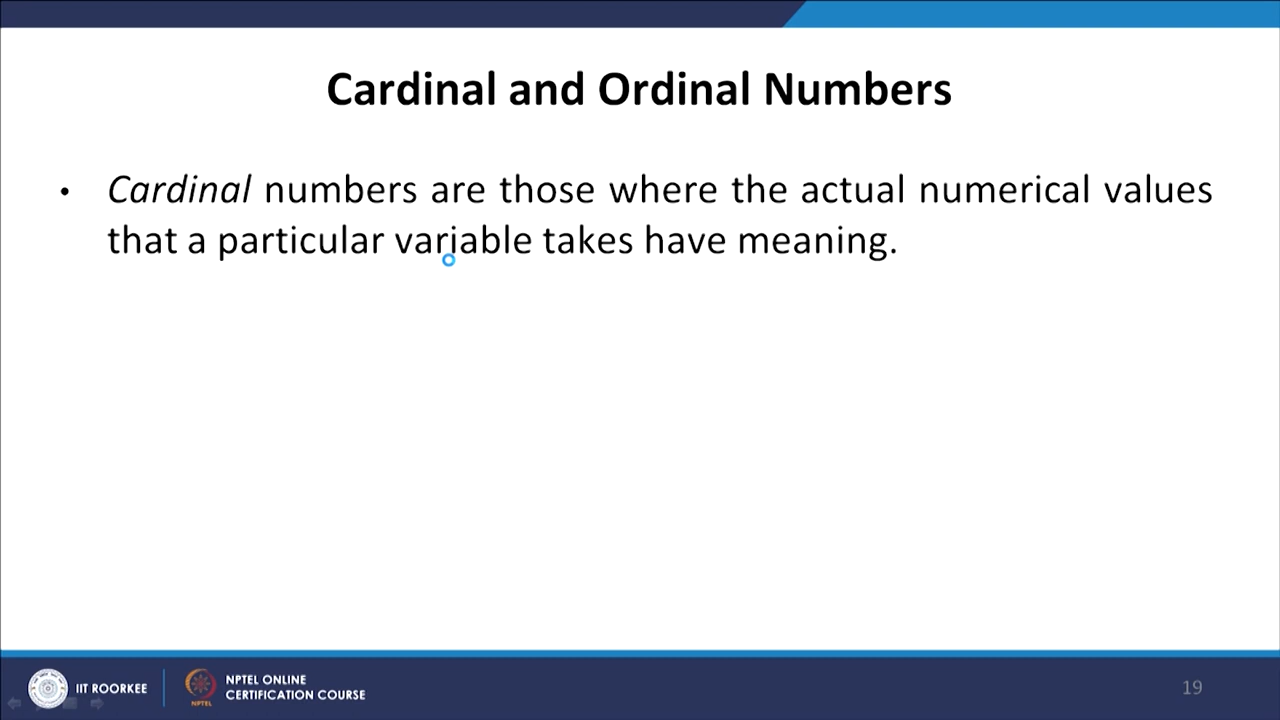 Cardinal and Ordinal Numbers
• Cardinal numbers are those where the actual numerical values
that a particular variable takes have meaning.
IIT ROORKEE
NPTEL
NPTEL ONLINE
CERTIFICATION COURSE
19